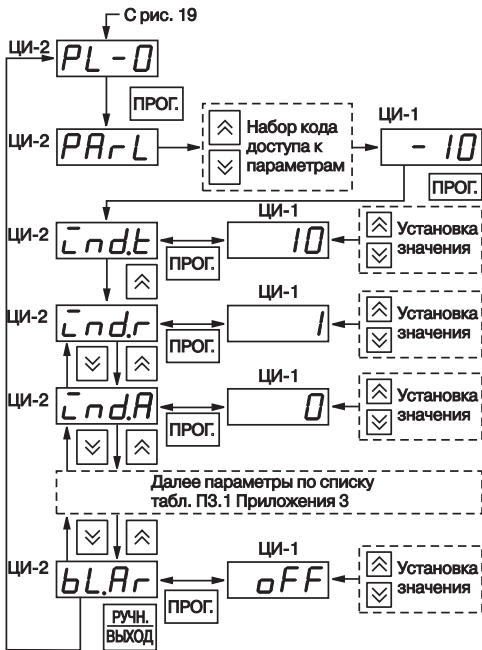 С рис. 19
ЦИ-2
PL-0
ПРОГ.
ЦИ-2
PArL
Набор кода
доступа к
параметрам
ЦИ-1
-10
ПРОГ.
ЦИ-2
ind.t
ПРОГ.
ЦИ-1
10
Установка
значения
ЦИ-2
ind.r
ПРОГ.
ЦИ-1
1
Установка
значения
ЦИ-2
ind.A
ПРОГ.
ЦИ-1
0
Установка
значения
Далее параметры по списку
табл. П3.1 Приложения 3
ЦИ-2
bL.Ar
ПРОГ.
ЦИ-1
oFF
Установка
значения
РУЧН.
ВЫХОД